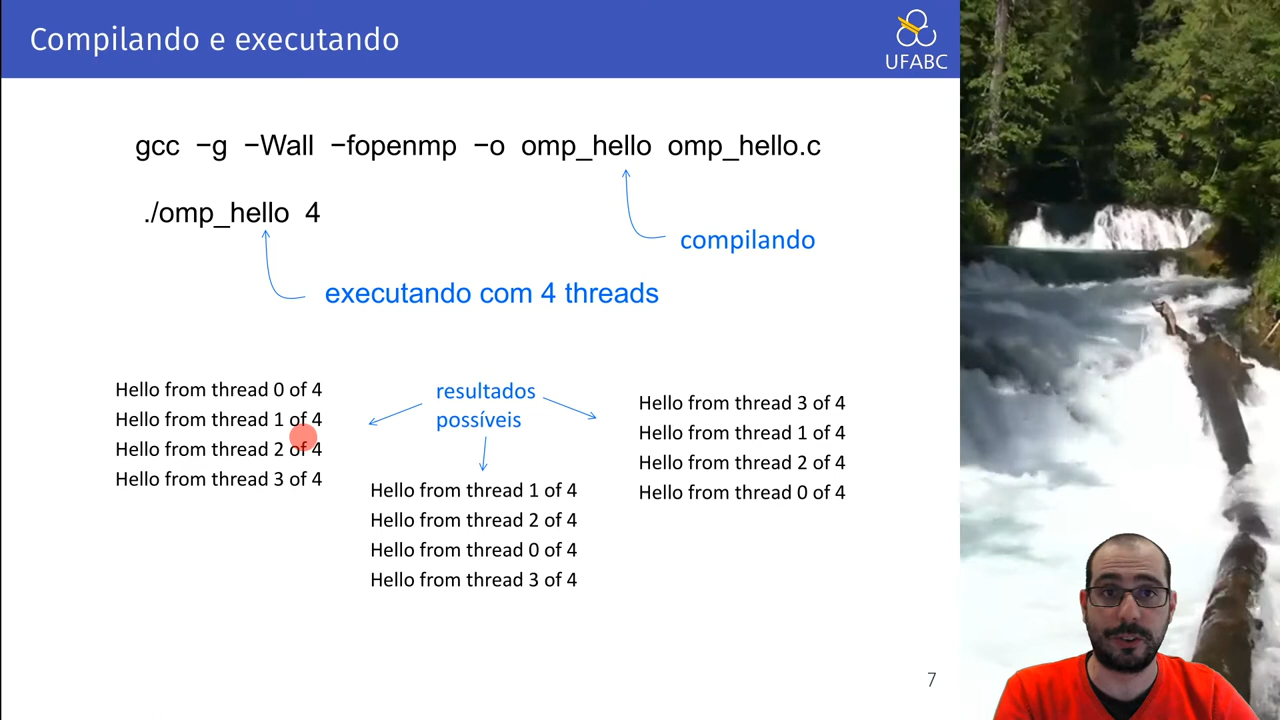 Compilando e executando
UFABC
gcc −g −Wall −fopenmp −o omp_hello omp_hello.c
./omp_hello 4
compilando
executando com 4 threads
Hello from thread 0 of 4
Hello from thread 1 of 4
Hello from thread 2 of 4
Hello from thread 3 of 4
resultados
possíveis
Hello from thread 1 of 4
Hello from thread 2 of 4
Hello from thread 0 of 4
Hello from thread 3 of 4
Hello from thread 3 of 4
Hello from thread 1 of 4
Hello from thread 2 of 4
Hello from thread 0 of 4
7